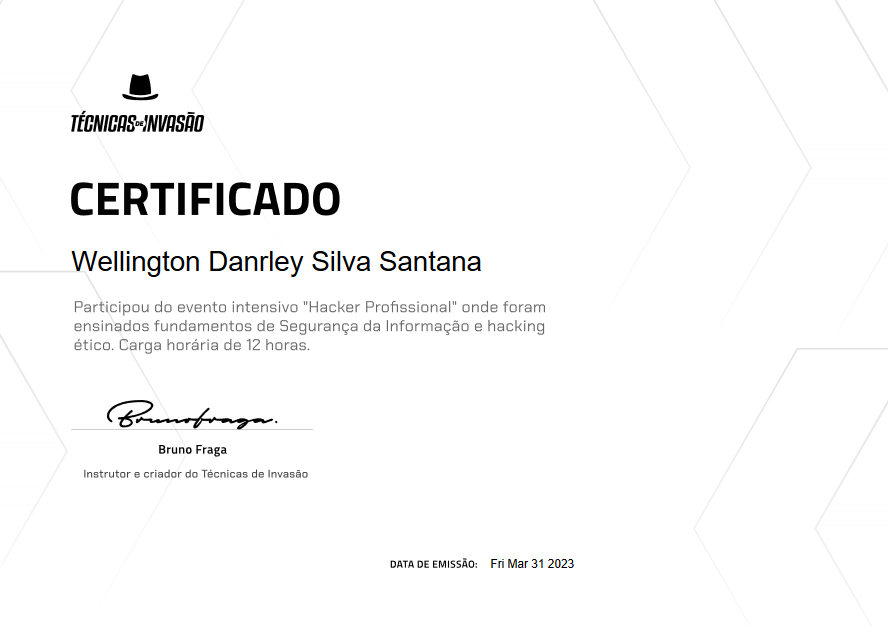 TÉCNICAS DE INVASÃO
CERTIFICADO
Wellington Danrley Silva Santana
Participou do evento intensivo "Hacker Profissional" onde foram
ensinados fundamentos de Segurança da Informação e hacking
ético. Carga horária de 12 horas.
Brunofraga.
Bruno Fraga
Instrutor e criador do Técnicas de Invasão
DATA DE EMISSÃO: Fri Mar 31 2023